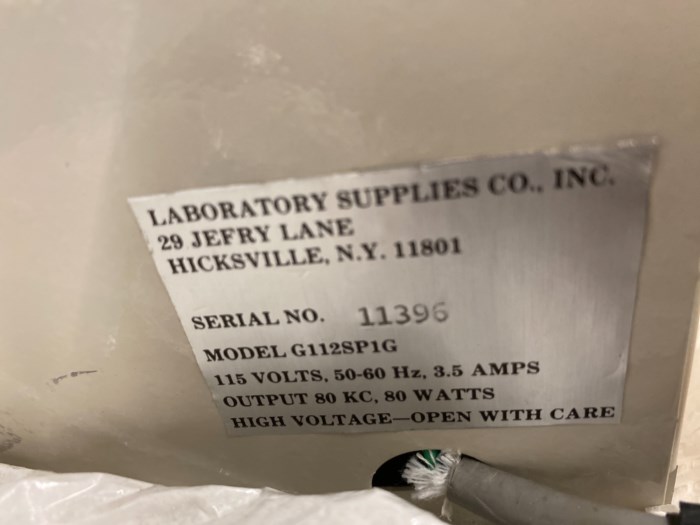 LABORATORY SUPPLIES CO., INC.
29 JEFRY LANE
HICKSVILLE, N.Y. 11801
SERIAL NO. 11396
MODEL G112SP1G
115 VOLTS, 50-60 Hz, 3.5 AMPS
OUTPUT 80 KC, 80 WATTS
HIGH VOLTAGE—OPEN WITH CARE